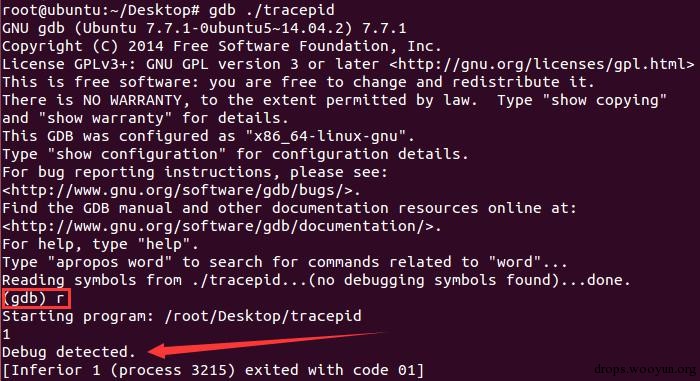 root@ubuntu:~/Desktop# gdb ./tracepid
GNU gdb (Ubuntu 7.7.1-0ubuntu5~14.04.2) 7.7.1
Copyright (C) 2014 Free Software Foundation, Inc.
License GPLv3+: GNU GPL version 3 or later <http://gnu.org/licenses/gpl.html>
This is free software: you are free to change and redistribute it.
There is NO WARRANTY, to the extent permitted by law.  Type "show copying"
and "show warranty" for details.
This GDB was configured as "x86_64-linux-gnu".
Type "show configuration" for configuration details.
For bug reporting instructions, please see:
<http://www.gnu.org/software/gdb/bugs/>.
Find the GDB manual and other documentation resources online at:
<http://www.gnu.org/software/gdb/documentation/>.
For help, type "help".
Type "apropos word" to search for commands related to "word"...
Reading symbols from ./tracepid...(no debugging symbols found)...done.
(gdb) r
Starting program: /root/Desktop/tracepid
1
Debug detected.
[Inferior 1 (process 3215) exited with code 01]
drops.wooyun.org